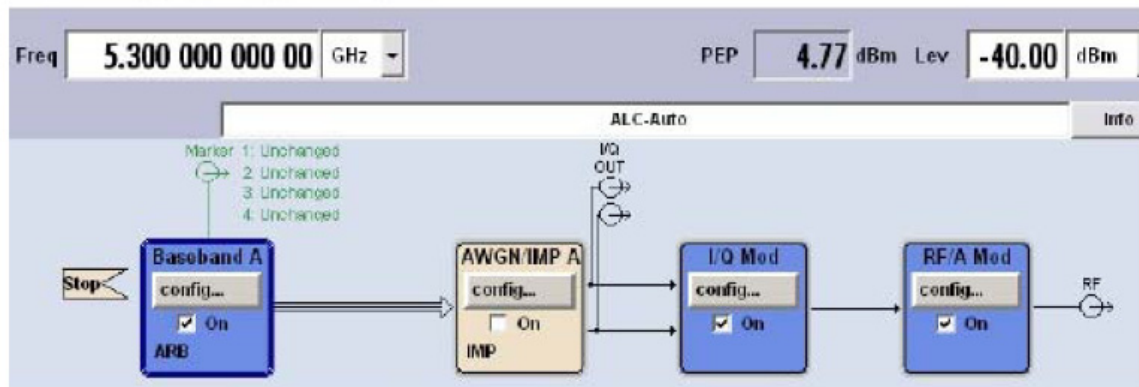 Freq 5.300 000 000 00 GHz PEP 4.77 dBm Lev -40.00 dBm
ALC-Auto Info
Marker 1: Unchanged
2: Unchanged
3: Unchanged
4: Unchanged
I/Q
OUT
Stop
Baseband A
config...
On
ARB
AWGN/IMP A
config...
On
IMP
I/Q Mod
config...
On
RF/A Mod
config...
On
RF